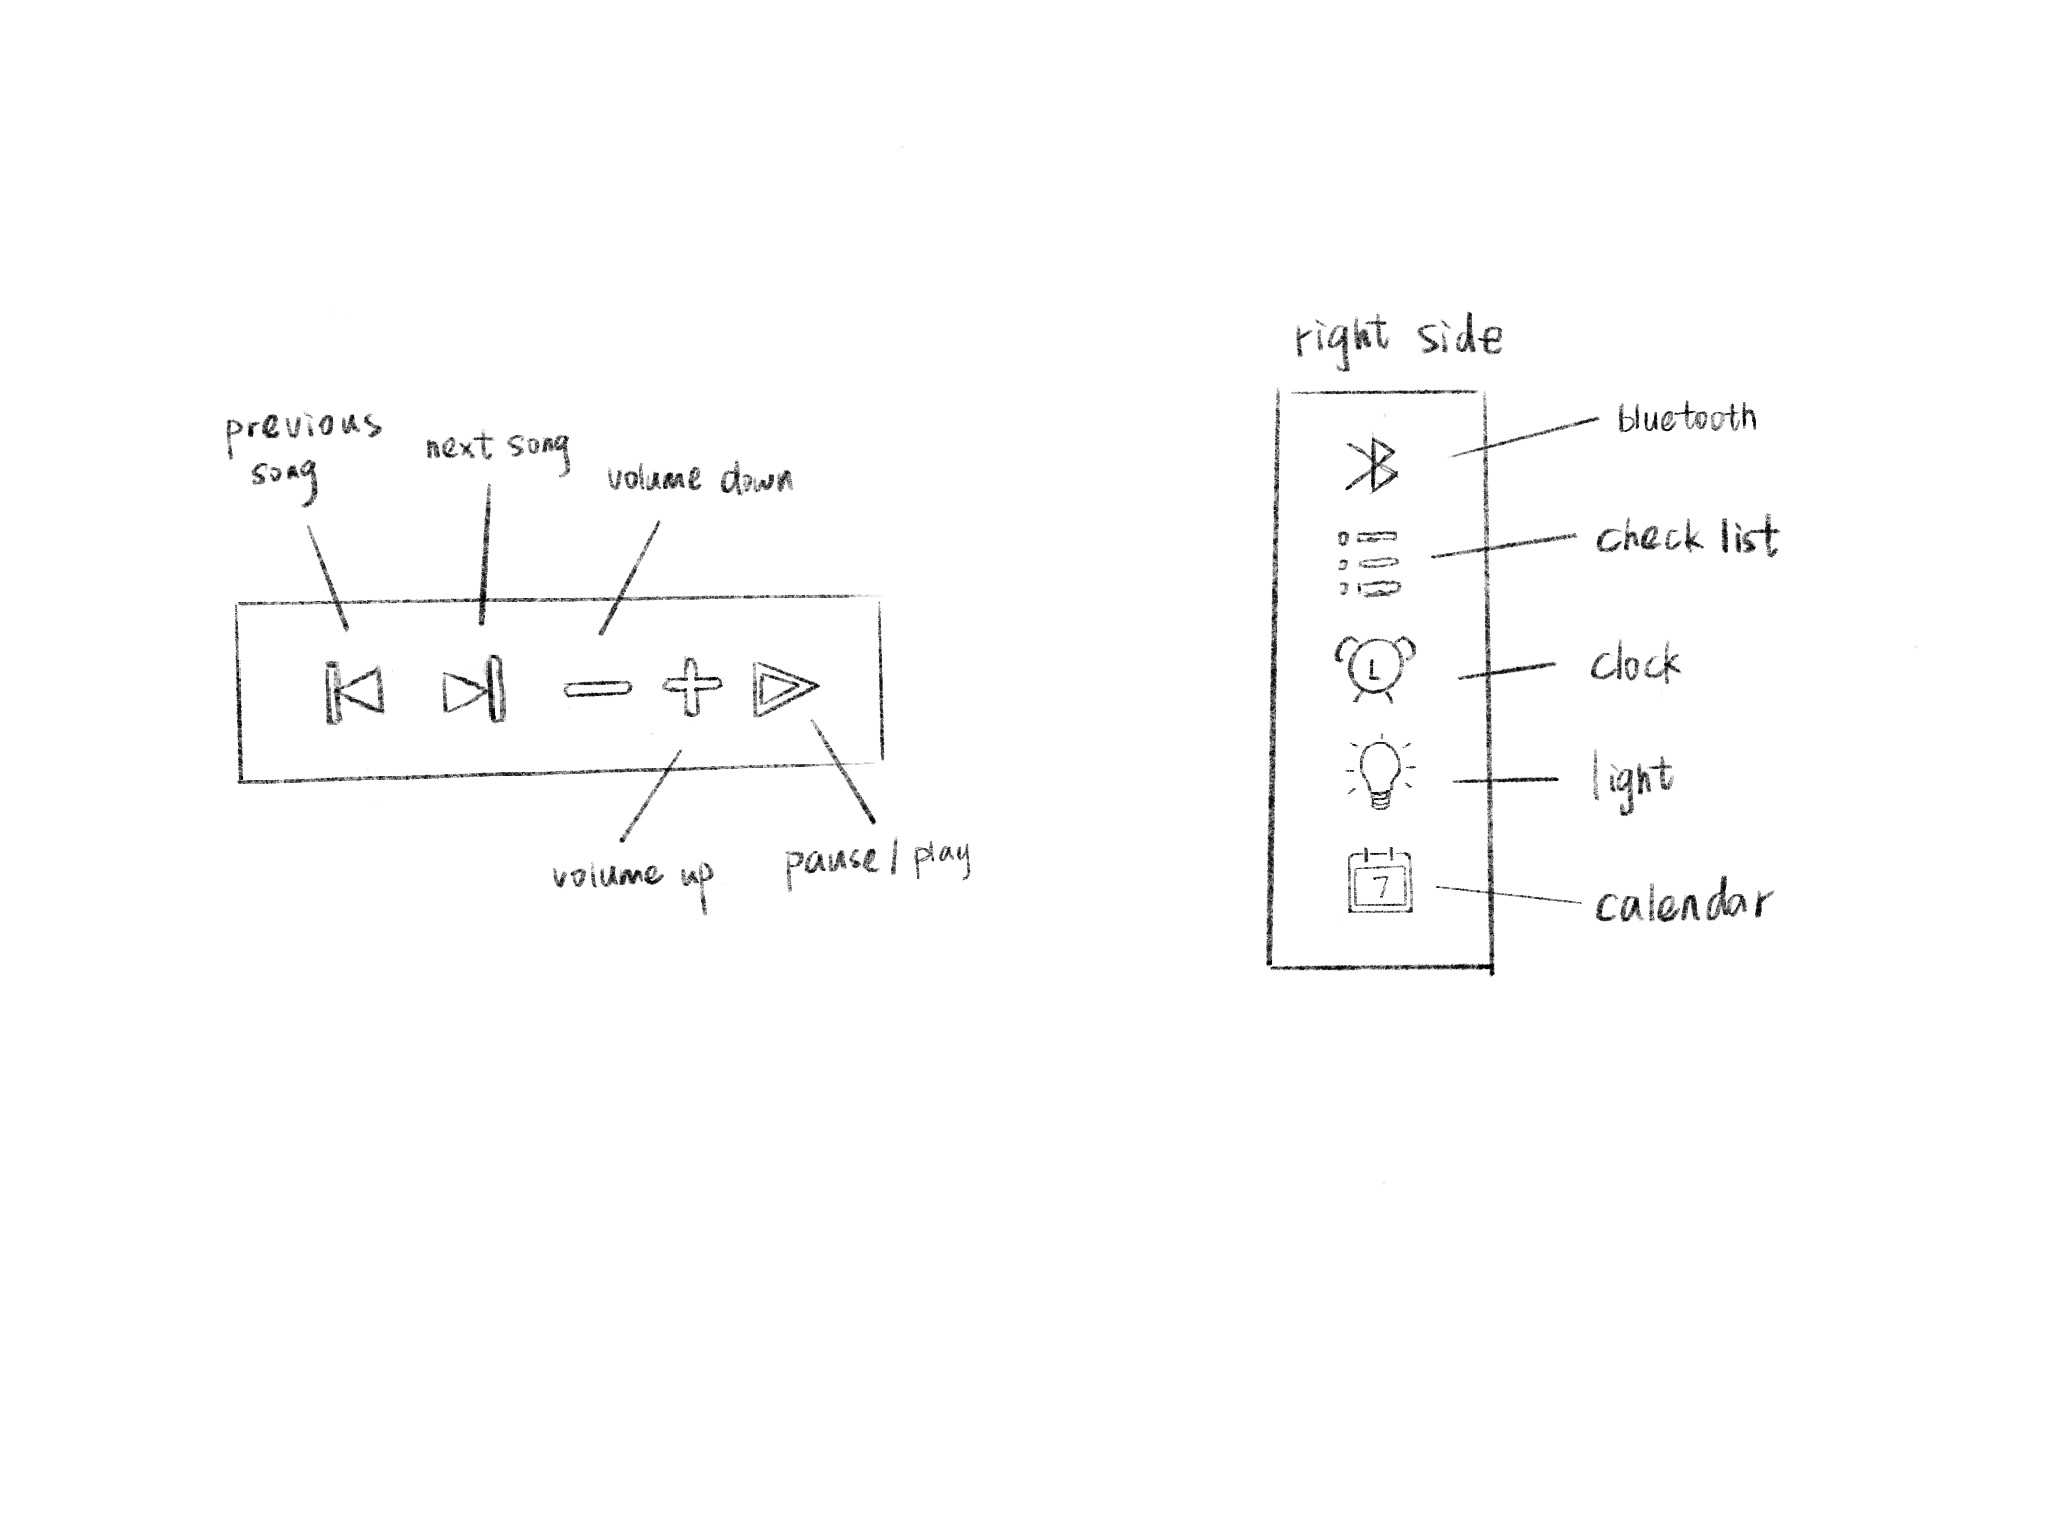 previous
song
next song
volume down
volume up
pause / play
right side
bluetooth
check list
clock
light
7
calendar